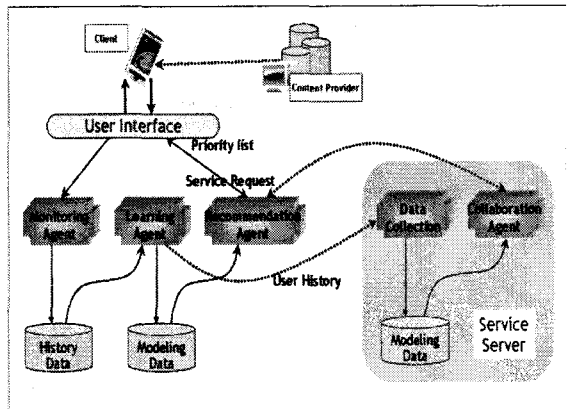 Client
Content Provider
User Interface
Priority list
Service Request
Monitoring
Agent
Learning
Agent
Recommendation
Agent
Data
Collection
Collaboration
Agent
User History
History
Data
Modeling
Data
Modeling
Data
Service
Server